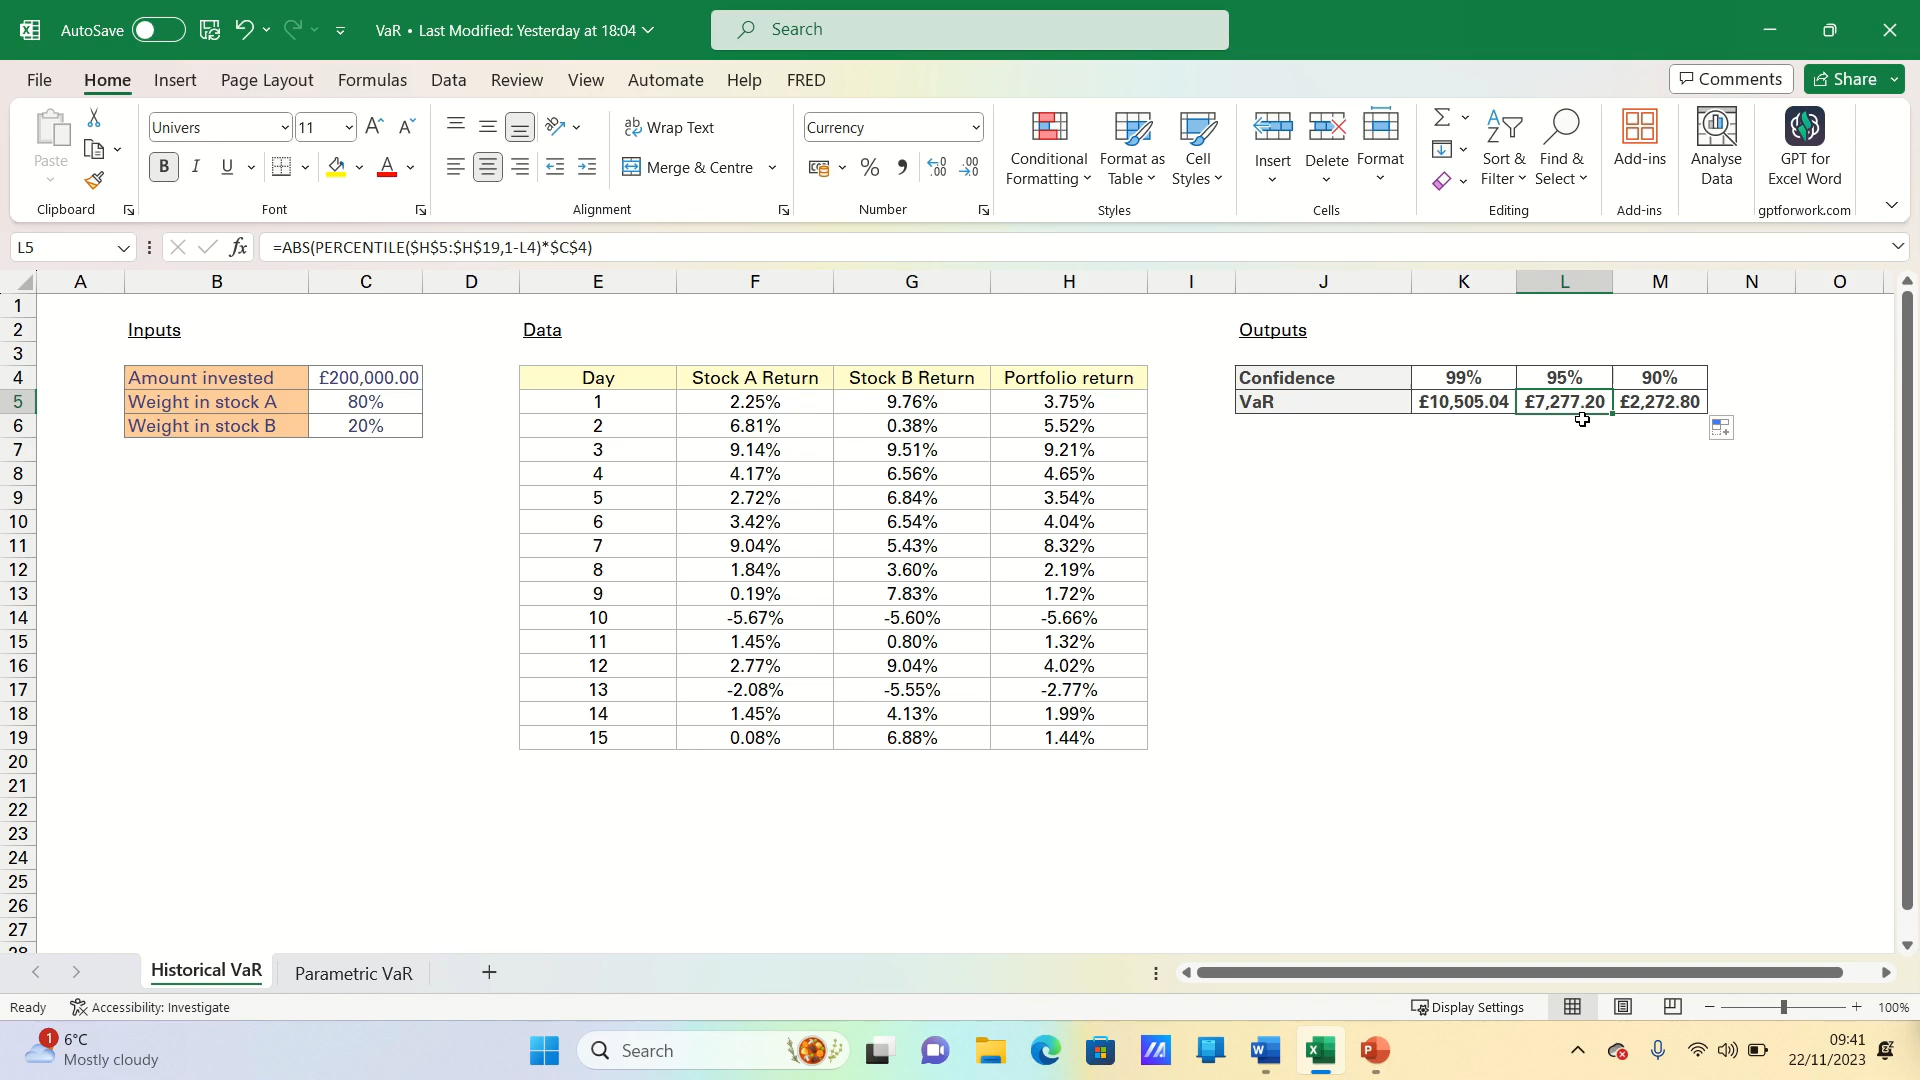 AutoSave
VaR • Last Modified: Yesterday at 18:04
Search
File Home Insert Page Layout Formulas Data Review View Automate Help FRED
Comments Share
Paste
Clipboard
Univers 11
B I U
Font
Wrap Text
Merge & Centre
Alignment
Currency
Number
Conditional Formatting
Format as Table
Cell Styles
Styles
Insert Delete Format
Cells
Sort & Filter
Find & Select
Editing
Add-ins
Add-ins
Analyse Data
GPT for Excel Word
gptforwork.com
L5 fx =ABS(PERCENTILE($H$5:$H$19,1-L4)*$C$4)
A B C D E F G H I J K L M N O
1
2 Inputs Data Outputs
3
4 Amount invested £200,000.00 Day Stock A Return Stock B Return Portfolio return Confidence 99% 95% 90%
5 Weight in stock A 80% 1 2.25% 9.76% 3.75% VaR £10,505.04 £7,277.20 £2,272.80
6 Weight in stock B 20% 2 6.81% 0.38% 5.52%
7 3 9.14% 9.51% 9.21%
8 4 4.17% 6.56% 4.65%
9 5 2.72% 6.84% 3.54%
10 6 3.42% 6.54% 4.04%
11 7 9.04% 5.43% 8.32%
12 8 1.84% 3.60% 2.19%
13 9 0.19% 7.83% 1.72%
14 10 -5.67% -5.60% -5.66%
15 11 1.45% 0.80% 1.32%
16 12 2.77% 9.04% 4.02%
17 13 -2.08% -5.55% -2.77%
18 14 1.45% 4.13% 1.99%
19 15 0.08% 6.88% 1.44%
20
21
22
23
24
25
26
27
28
Historical VaR Parametric VaR
Ready Accessibility: Investigate Display Settings 100%
1 6°C
Mostly cloudy
Search
09:41
22/11/2023